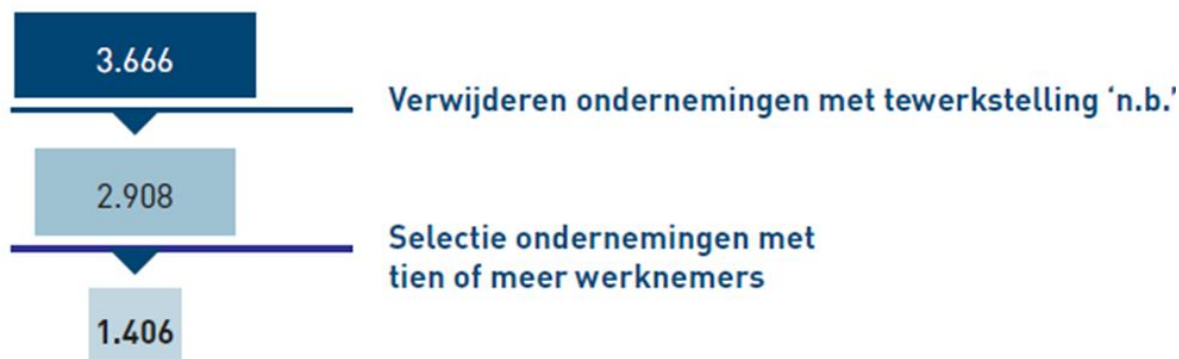 3.666
Verwijderen ondernemingen met tewerkstelling ‘n.b.’
2.908
Selectie ondernemingen met
tien of meer werknemers
1.406